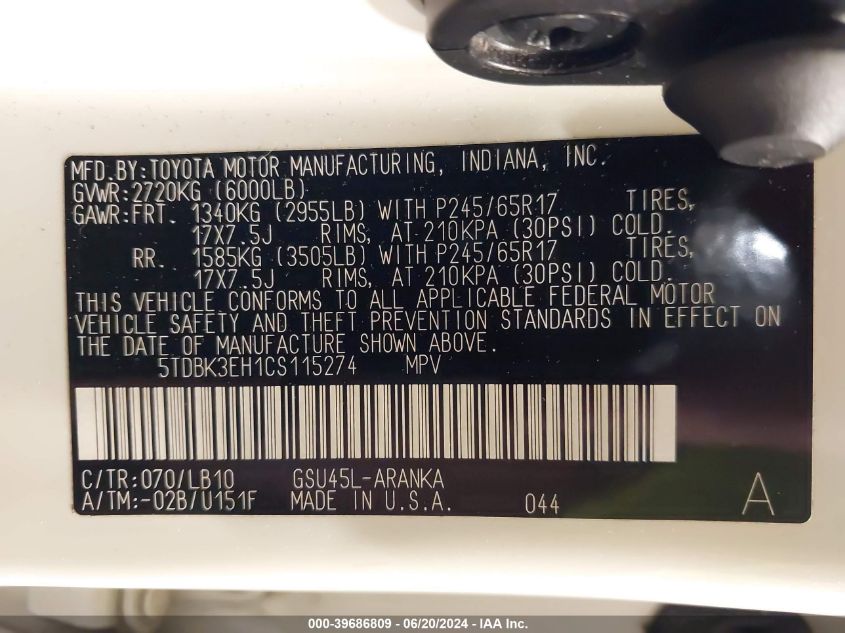 MFD. BY: TOYOTA MOTOR MANUFACTURING, INDIANA, INC.
GVWR: 2720KG (6000LB)
GAWR: FRT. 1340KG (2955LB) WITH P245/65R17 TIRES,
17X7.5J RIMS, AT 210KPA (30PSI) COLD.
RR. 1585KG (3505LB) WITH P245/65R17 TIRES,
17X7.5J RIMS, AT 210KPA (30PSI) COLD.
THIS VEHICLE CONFORMS TO ALL APPLICABLE FEDERAL MOTOR
VEHICLE SAFETY AND THEFT PREVENTION STANDARDS IN EFFECT ON
THE DATE OF MANUFACTURE SHOWN ABOVE.
5TDBK3EH1CS115274 MPV
C/TR: 070/LB10 GSU45L-ARANKA
A/TM: -02B/U151F MADE IN U.S.A. 044 A
000-39686809 - 06/20/2024 - IAA Inc.